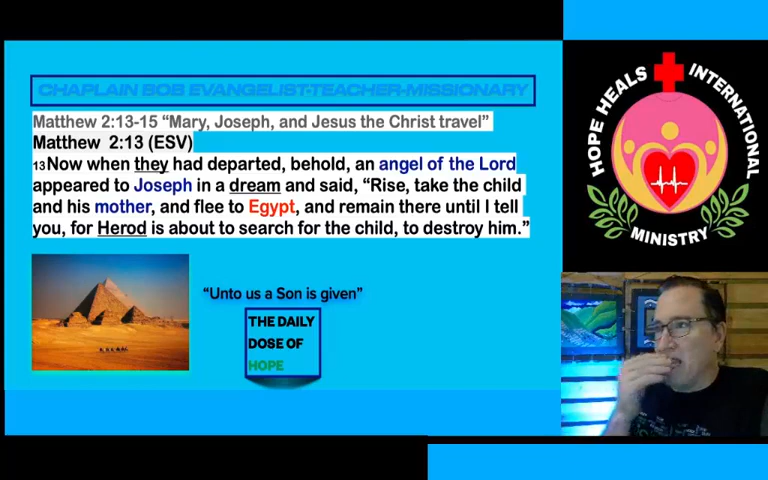 CHAPLAIN BOB EVANGELIST-TEACHER-MISSIONARY
Matthew 2:13-15 “Mary, Joseph, and Jesus the Christ travel”
Matthew 2:13 (ESV)
13Now when they had departed, behold, an angel of the Lord
appeared to Joseph in a dream and said, “Rise, take the child
and his mother, and flee to Egypt, and remain there until I tell
you, for Herod is about to search for the child, to destroy him.”
“Unto us a Son is given”
THE DAILY
DOSE OF
HOPE
HOPE HEALS INTERNATIONAL
MINISTRY